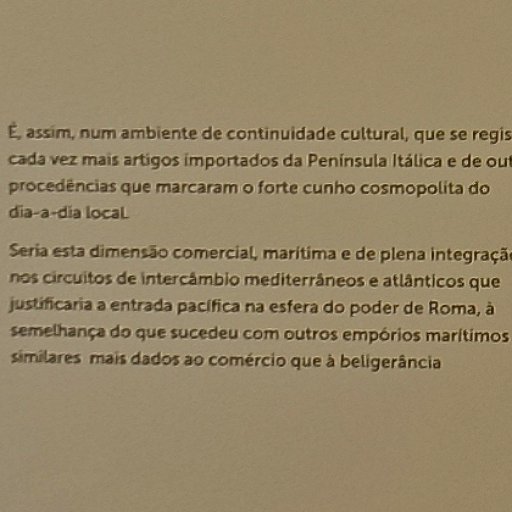 É, assim, num ambiente de continuidade cultural, que se regis
cada vez mais artigos importados da Península Itálica e de out
procedências que marcaram o forte cunho cosmopolita do
dia-a-dia local.
Seria esta dimensão comercial, marítima e de plena integração
nos circuitos de intercâmbio mediterrâneos e atlânticos que
justificaria a entrada pacífica na esfera do poder de Roma, à
semelhança do que sucedeu com outros empórios marítimos
similares mais dados ao comércio que à beligerância